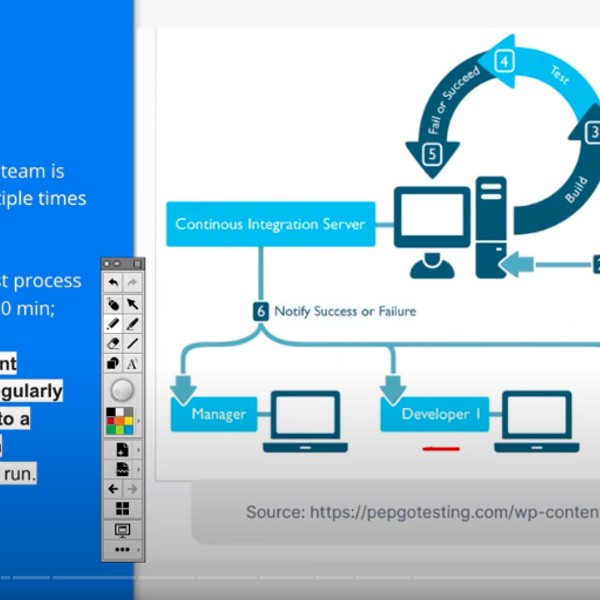 team is
tiple times
st process
0 min;
nt
gularly
to a
run.
4
Test
Fail or Succeed
3
5
Build
Continous Integration Server
6 Notify Success or Failure
Manager
Developer 1
Source: https://pepgotesting.com/wp-conten